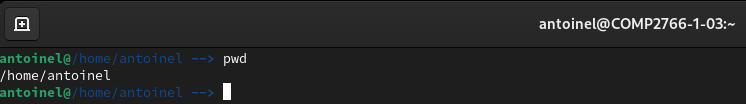 antoinel@COMP2766-1-03:~
antoinel@/home/antoinel --> pwd
/home/antoinel
antoinel@/home/antoinel -->